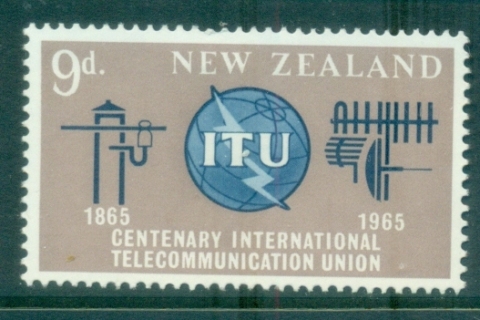 9d. NEW ZEALAND
ITU
1865 1965
CENTENARY INTERNATIONAL
TELECOMMUNICATION UNION